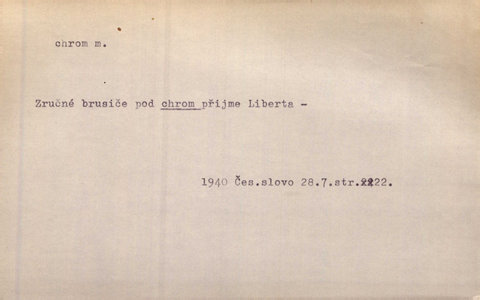 chrom m.
Zručné brusiče pod chrom přijme Liberta -
1940 Čes.slovo 28.7.str.22.